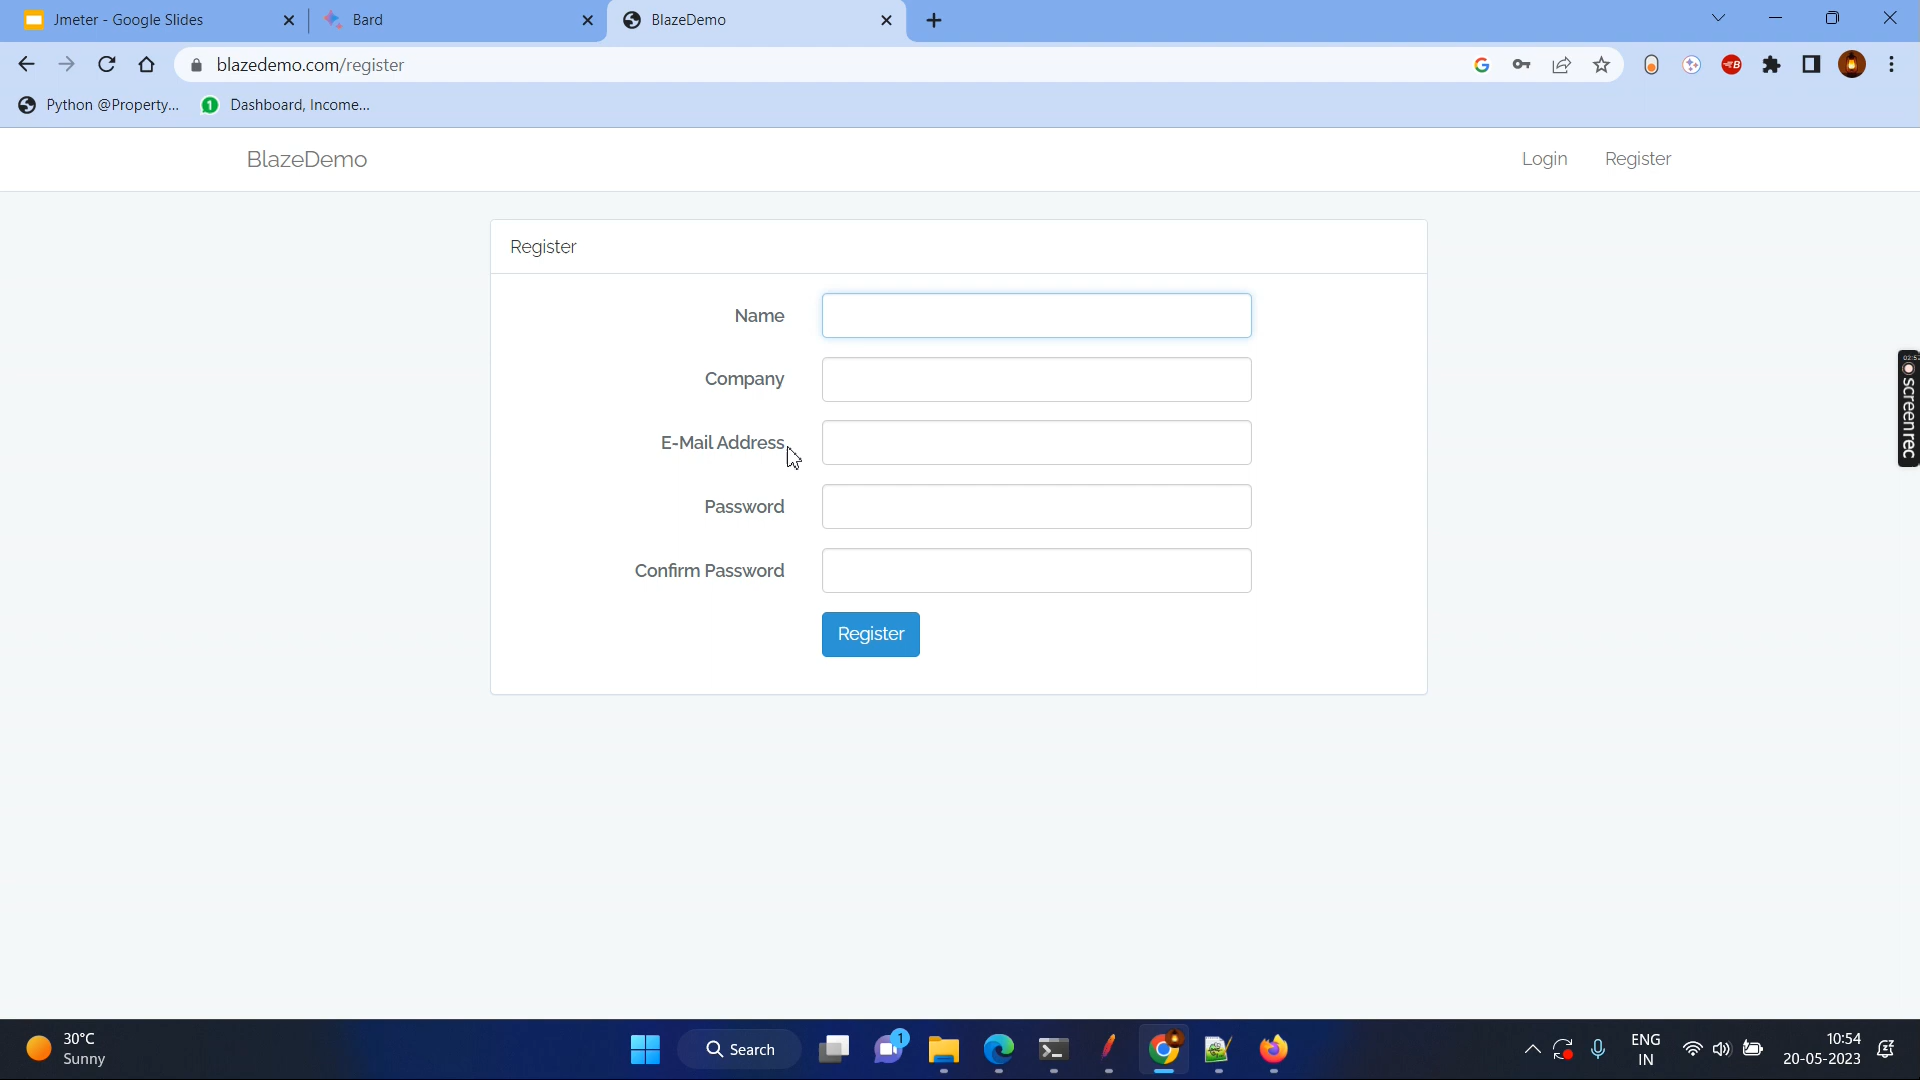 Jmeter - Google Slides
Bard
BlazeDemo
blazedemo.com/register
Python @Property...
Dashboard, Income...
BlazeDemo
Login
Register
Register
Name
Company
E-Mail Address
Password
Confirm Password
Register
screenrec
30°C
Sunny
Search
1
ENG
IN
10:54
20-05-2023